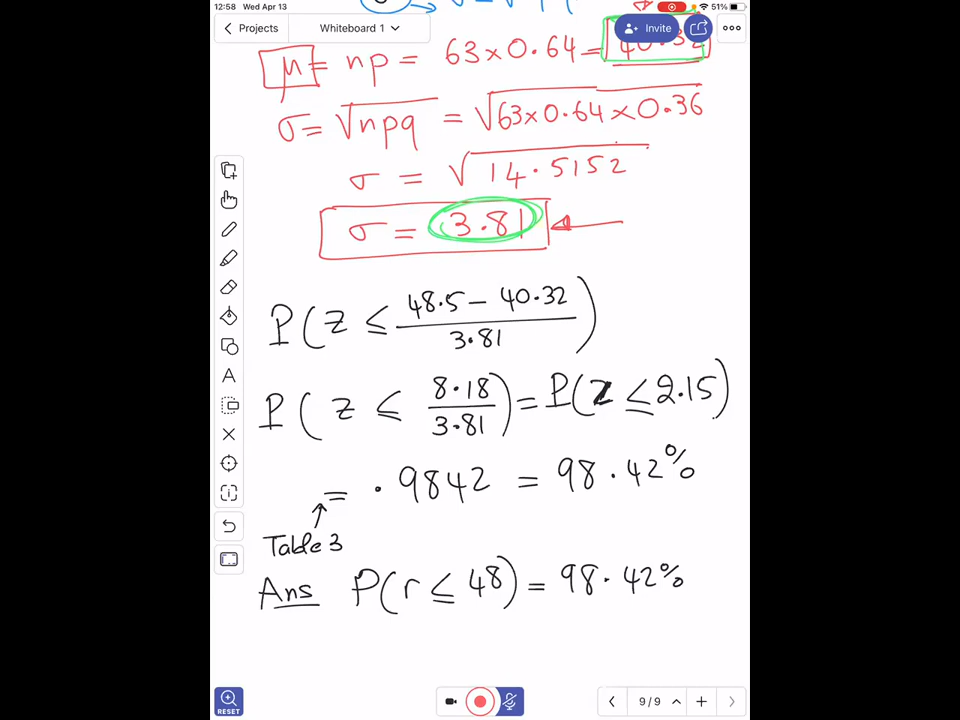 12:58 Wed Apr 13
51%
Projects
Whiteboard 1
Invite
μ = np = 63×0.64 = 40.32
σ = √npq = √63×0.64×0.36
σ = √14.5152
σ = 3.81
P(z ≤ 48.5 - 40.32 / 3.81)
P(z ≤ 8.18 / 3.81) = P(z ≤ 2.15)
= .9842 = 98.42%
Table 3
Ans P(r ≤ 48) = 98.42%
RESET
9/9